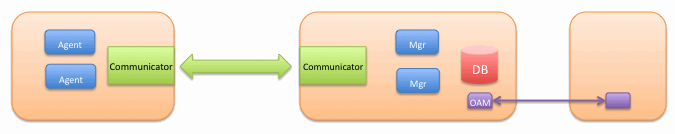 Agent
Agent
Communicator
Communicator
Mgr
Mgr
DB
OAM